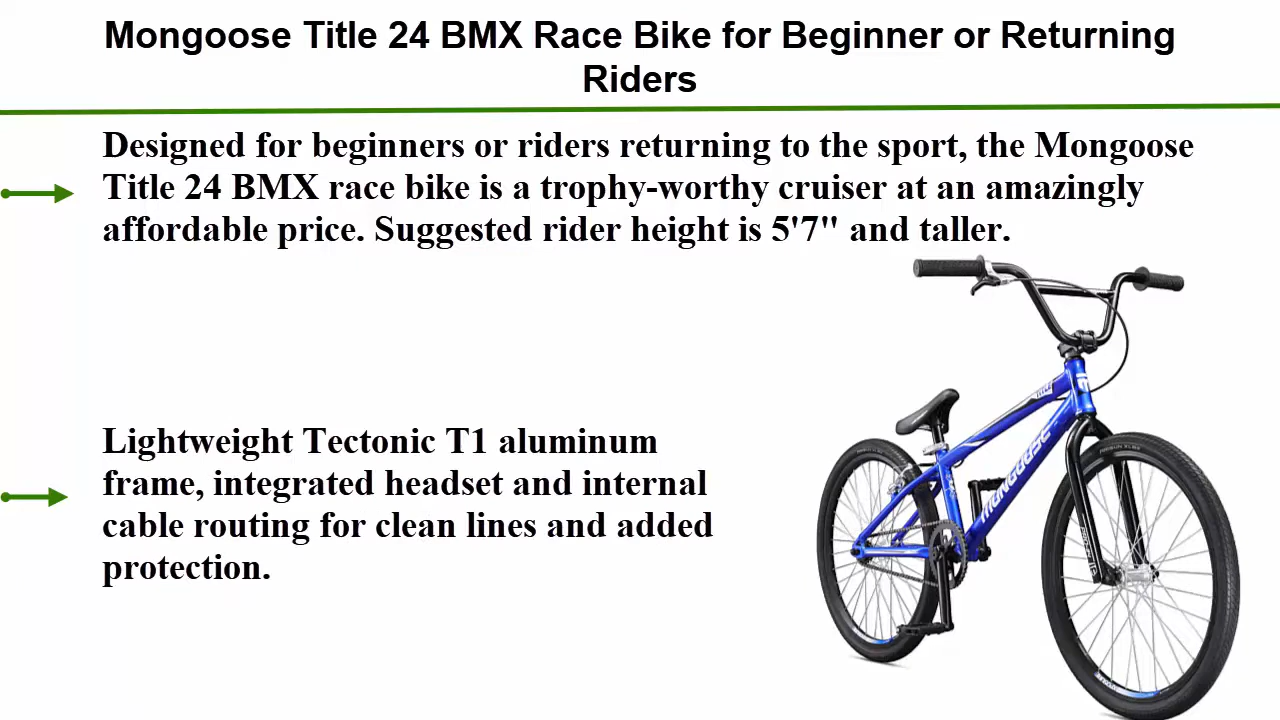 Mongoose Title 24 BMX Race Bike for Beginner or Returning
Riders
Designed for beginners or riders returning to the sport, the Mongoose
Title 24 BMX race bike is a trophy-worthy cruiser at an amazingly
affordable price. Suggested rider height is 5'7" and taller.
Lightweight Tectonic T1 aluminum
frame, integrated headset and internal
cable routing for clean lines and added
protection.
MONGOOSE